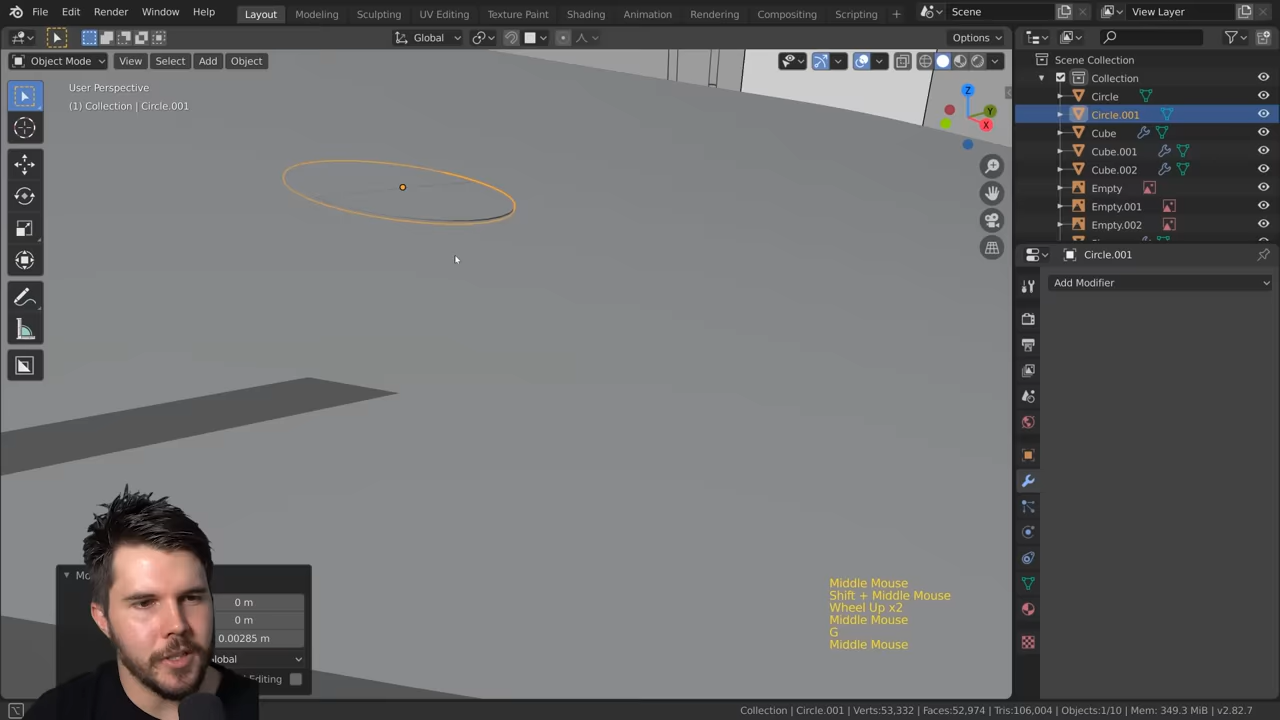 File Edit Render Window Help Layout Modeling Sculpting UV Editing Texture Paint Shading Animation Rendering Compositing Scripting + Scene View Layer
Global Options
Object Mode View Select Add Object
User Perspective
(1) Collection | Circle.001
Z
Y
X
Scene Collection
Collection
Circle
Circle.001
Cube
Cube.001
Cube.002
Empty
Empty.001
Empty.002
Circle.001
Add Modifier
0 m
0 m
0.00285 m
Editing
Middle Mouse
Shift + Middle Mouse
Wheel Up x2
Middle Mouse
G
Middle Mouse
Collection | Circle.001 | Verts:53,332 | Faces:52,974 | Tris:106,004 | Objects:1/10 | Mem: 349.3 MiB | v2.82.7